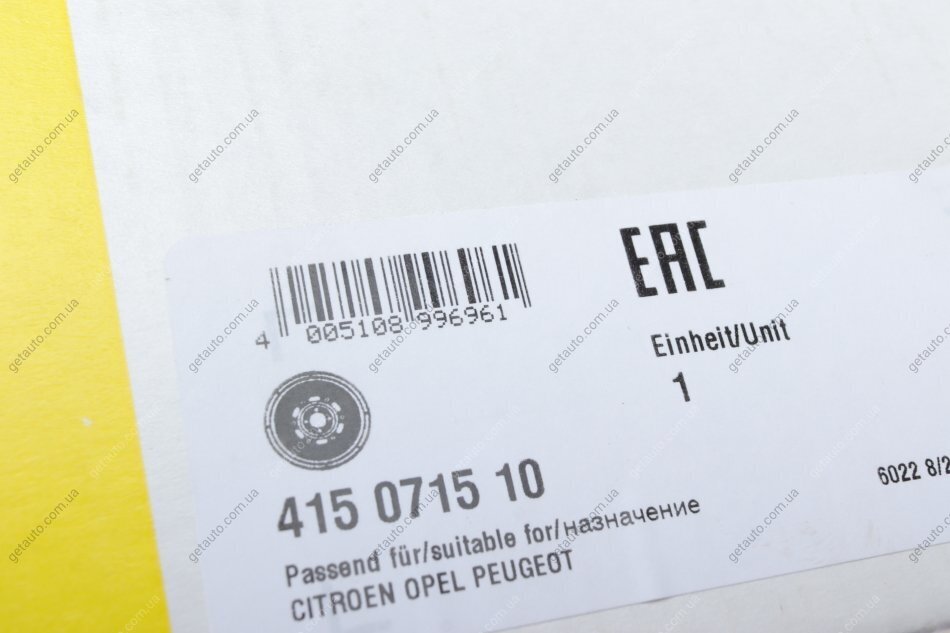 EAC
4 005108 996961
Einheit/Unit
1
415 0715 10
6022 8/2
Passend für/suitable for/назначение
CITROEN OPEL PEUGEOT
getauto.com.ua